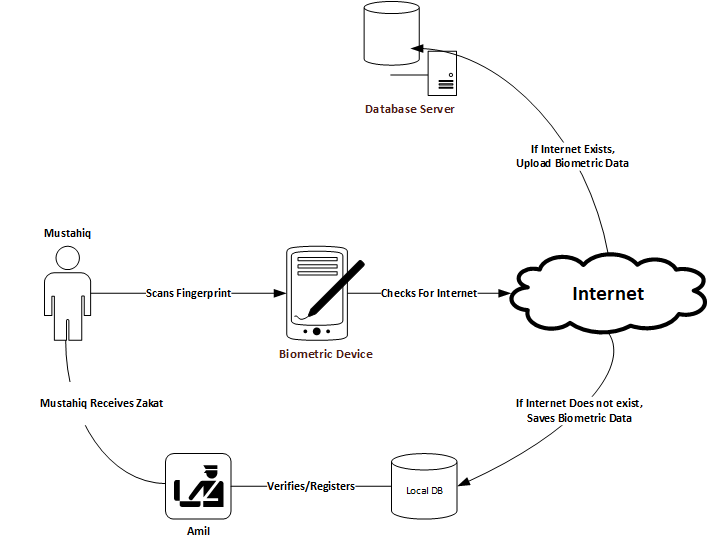 Database Server
If Internet Exists,
Upload Biometric Data
Mustahiq
Scans Fingerprint
Checks For Internet
Internet
Biometric Device
Mustahiq Receives Zakat
If Internet Does not exist,
Saves Biometric Data
Verifies/Registers
Local DB
Amil